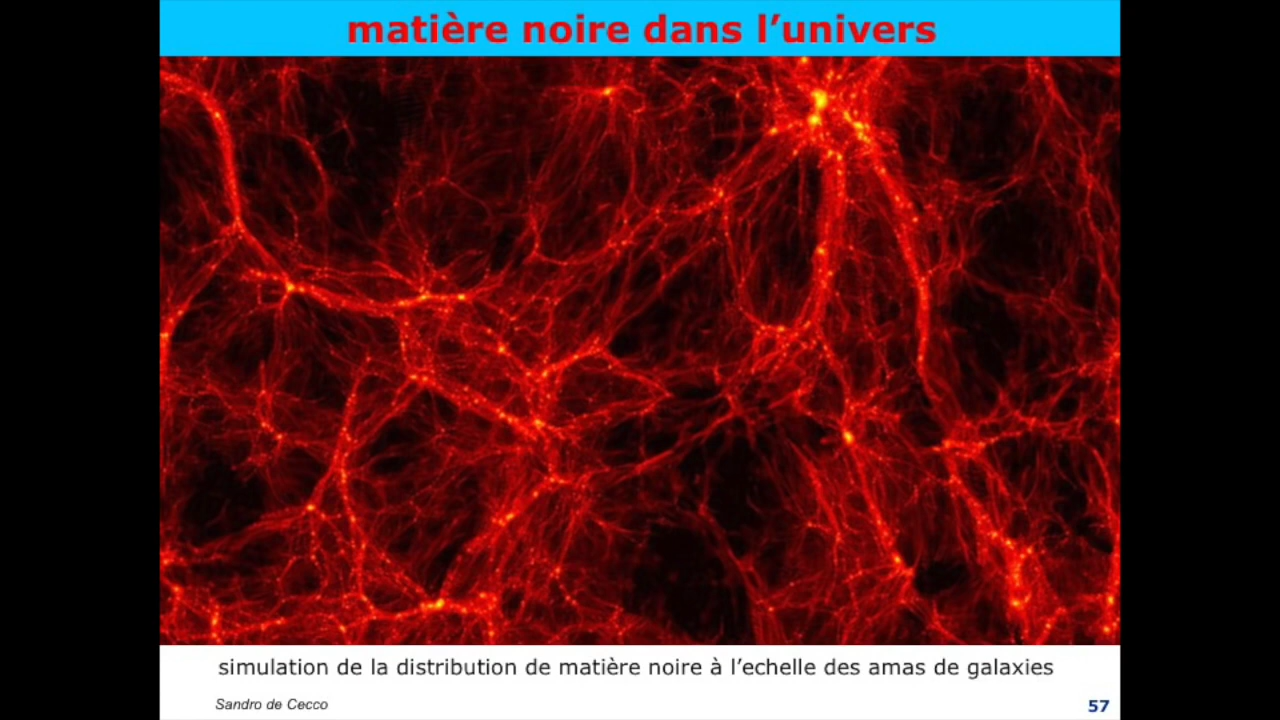 matière noire dans l’univers
simulation de la distribution de matière noire à l’echelle des amas de galaxies
Sandro de Cecco
57